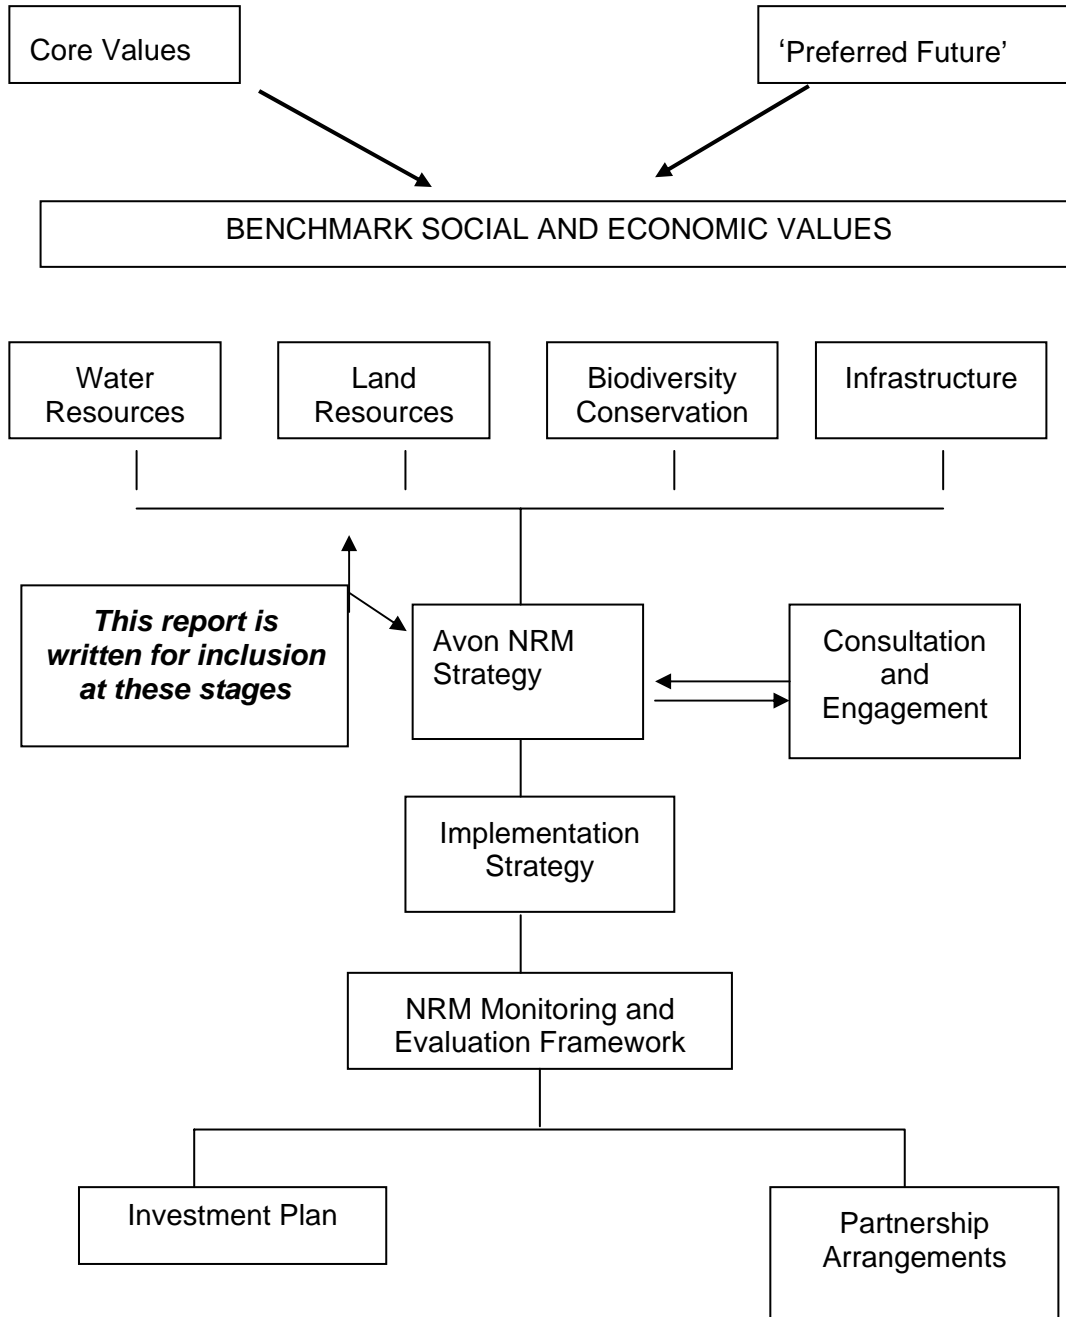 Core Values
‘Preferred Future’
BENCHMARK SOCIAL AND ECONOMIC VALUES
Water
Resources
Land
Resources
Biodiversity
Conservation
Infrastructure
This report is
written for inclusion
at these stages
Avon NRM
Strategy
Consultation
and
Engagement
Implementation
Strategy
NRM Monitoring and
Evaluation Framework
Investment Plan
Partnership
Arrangements